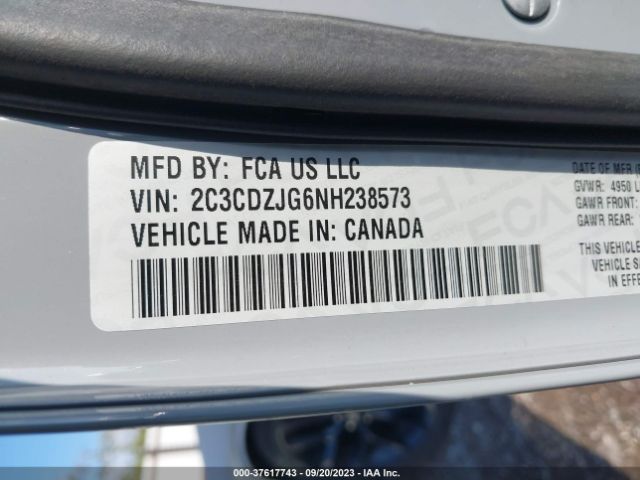 MFD BY: FCA US LLC
VIN: 2C3CDZJG6NH238573
VEHICLE MADE IN: CANADA
DATE OF MFR
GVWR: 4950
GAWR FRONT:
GAWR REAR:
THIS VEHICLE
VEHICLE
IN
000-37617743 - 09/20/2023 - IAA Inc.